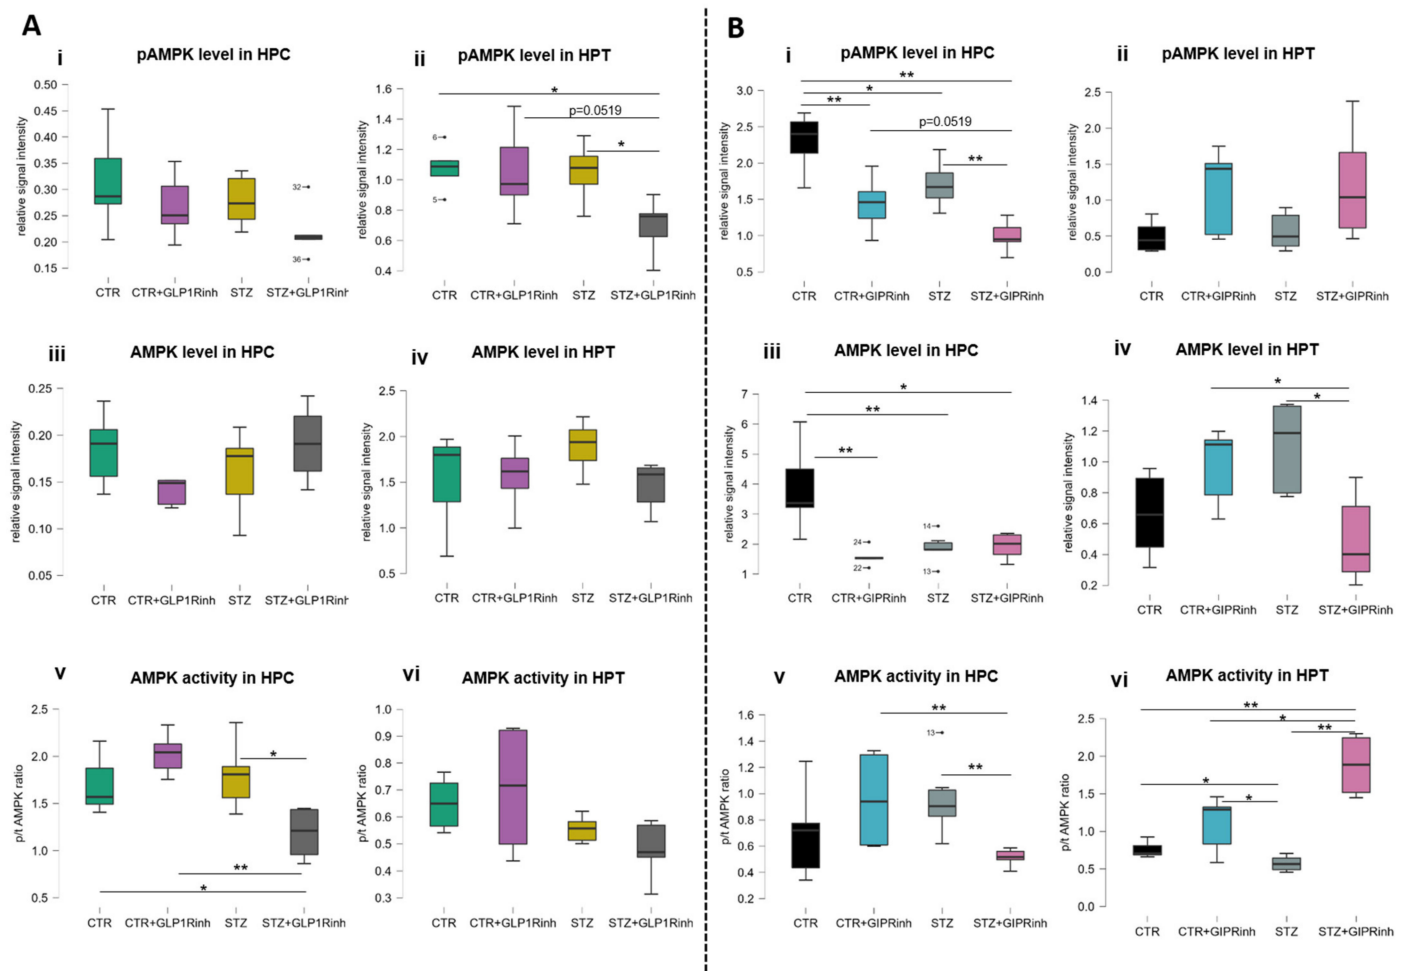 A
i
pAMPK level in HPC
relative signal intensity
0.50
0.45
0.40
0.35
0.30
0.25
0.20
0.15
32
36
CTR
CTR+GLP1Rinh
STZ
STZ+GLP1Rinh
ii
pAMPK level in HPT
relative signal intensity
1.6
1.4
1.2
1.0
0.8
0.6
0.4
6
5
*
p=0.0519
*
CTR
CTR+GLP1Rinh
STZ
STZ+GLP1Rinh
iii
AMPK level in HPC
relative signal intensity
0.25
0.20
0.15
0.10
0.05
CTR
CTR+GLP1Rinh
STZ
STZ+GLP1Rinh
iv
AMPK level in HPT
relative signal intensity
2.5
2.0
1.5
1.0
0.5
CTR
CTR+GLP1Rinh
STZ
STZ+GLP1Rinh
v
AMPK activity in HPC
p/t AMPK ratio
2.5
2.0
1.5
1.0
0.5
*
**
*
CTR
CTR+GLP1Rinh
STZ
STZ+GLP1Rinh
vi
AMPK activity in HPT
p/t AMPK ratio
1.0
0.9
0.8
0.7
0.6
0.5
0.4
0.3
CTR
CTR+GLP1Rinh
STZ
STZ+GLP1Rinh
B
i
pAMPK level in HPC
relative signal intensity
3.0
2.5
2.0
1.5
1.0
0.5
**
*
**
p=0.0519
**
CTR
CTR+GIPRinh
STZ
STZ+GIPRinh
ii
pAMPK level in HPT
relative signal intensity
2.5
2.0
1.5
1.0
0.5
0.0
CTR
CTR+GIPRinh
STZ
STZ+GIPRinh
iii
AMPK level in HPC
relative signal intensity
7
6
5
4
3
2
1
*
**
**
24
22
14
13
CTR
CTR+GIPRinh
STZ
STZ+GIPRinh
iv
AMPK level in HPT
relative signal intensity
1.4
1.2
1.0
0.8
0.6
0.4
0.2
*
*
CTR
CTR+GIPRinh
STZ
STZ+GIPRinh
v
AMPK activity in HPC
p/t AMPK ratio
1.6
1.4
1.2
1.0
0.8
0.6
0.4
0.2
**
13
**
CTR
CTR+GIPRinh
STZ
STZ+GIPRinh
vi
AMPK activity in HPT
p/t AMPK ratio
2.5
2.0
1.5
1.0
0.5
0.0
**
*
**
*
*
CTR
CTR+GIPRinh
STZ
STZ+GIPRinh